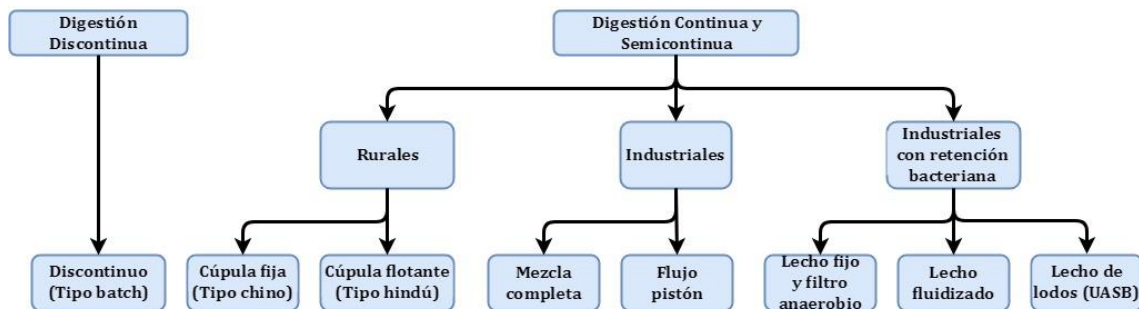 Digestión
Discontinua
Digestión Continua y
Semicontinua
Rurales
Industriales
Industriales
con retención
bacteriana
Discontinuo
(Tipo batch)
Cúpula fija
(Tipo chino)
Cúpula flotante
(Tipo hindú)
Mezcla
completa
Flujo
pistón
Lecho fijo
y filtro
anaerobio
Lecho
fluidizado
Lecho de
lodos (UASB)